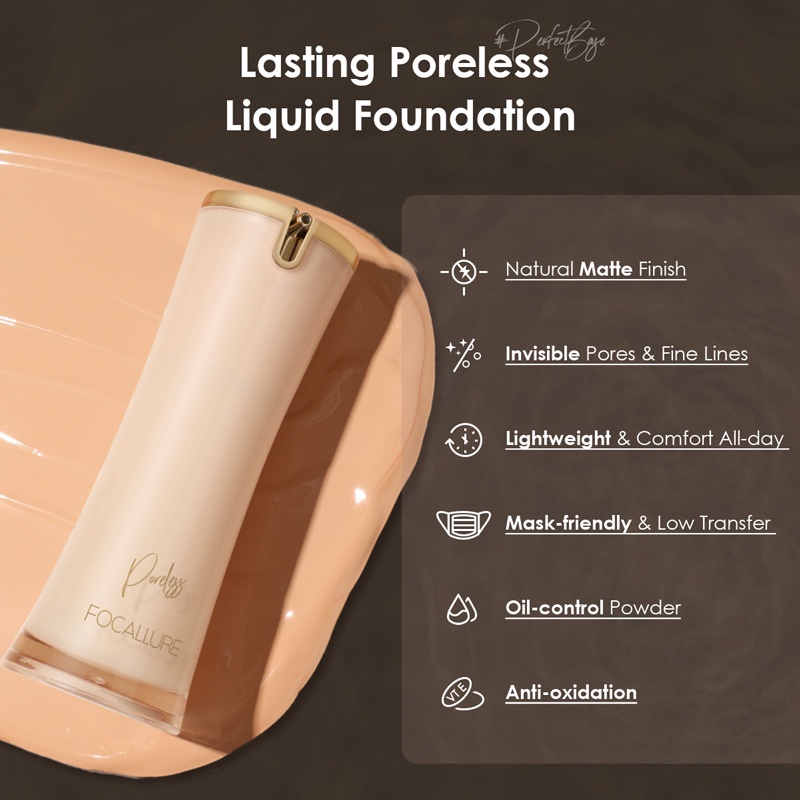 #PerfectBase
Lasting Poreless
Liquid Foundation
Natural Matte Finish
Invisible Pores & Fine Lines
Lightweight & Comfort All-day
Mask-friendly & Low Transfer
Oil-control Powder
VT E
Anti-oxidation
Poreless
FOCALLURE